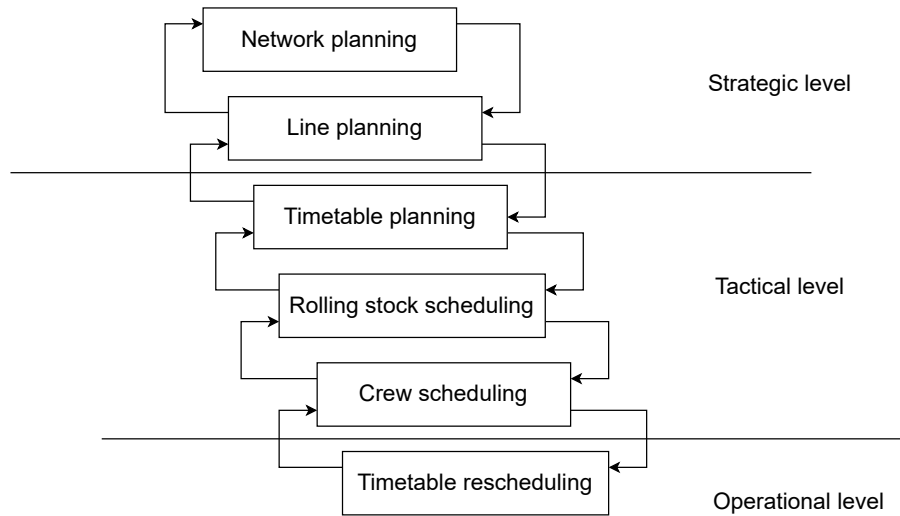 Network planning
Strategic level
Line planning
Timetable planning
Tactical level
Rolling stock scheduling
Crew scheduling
Timetable rescheduling
Operational level